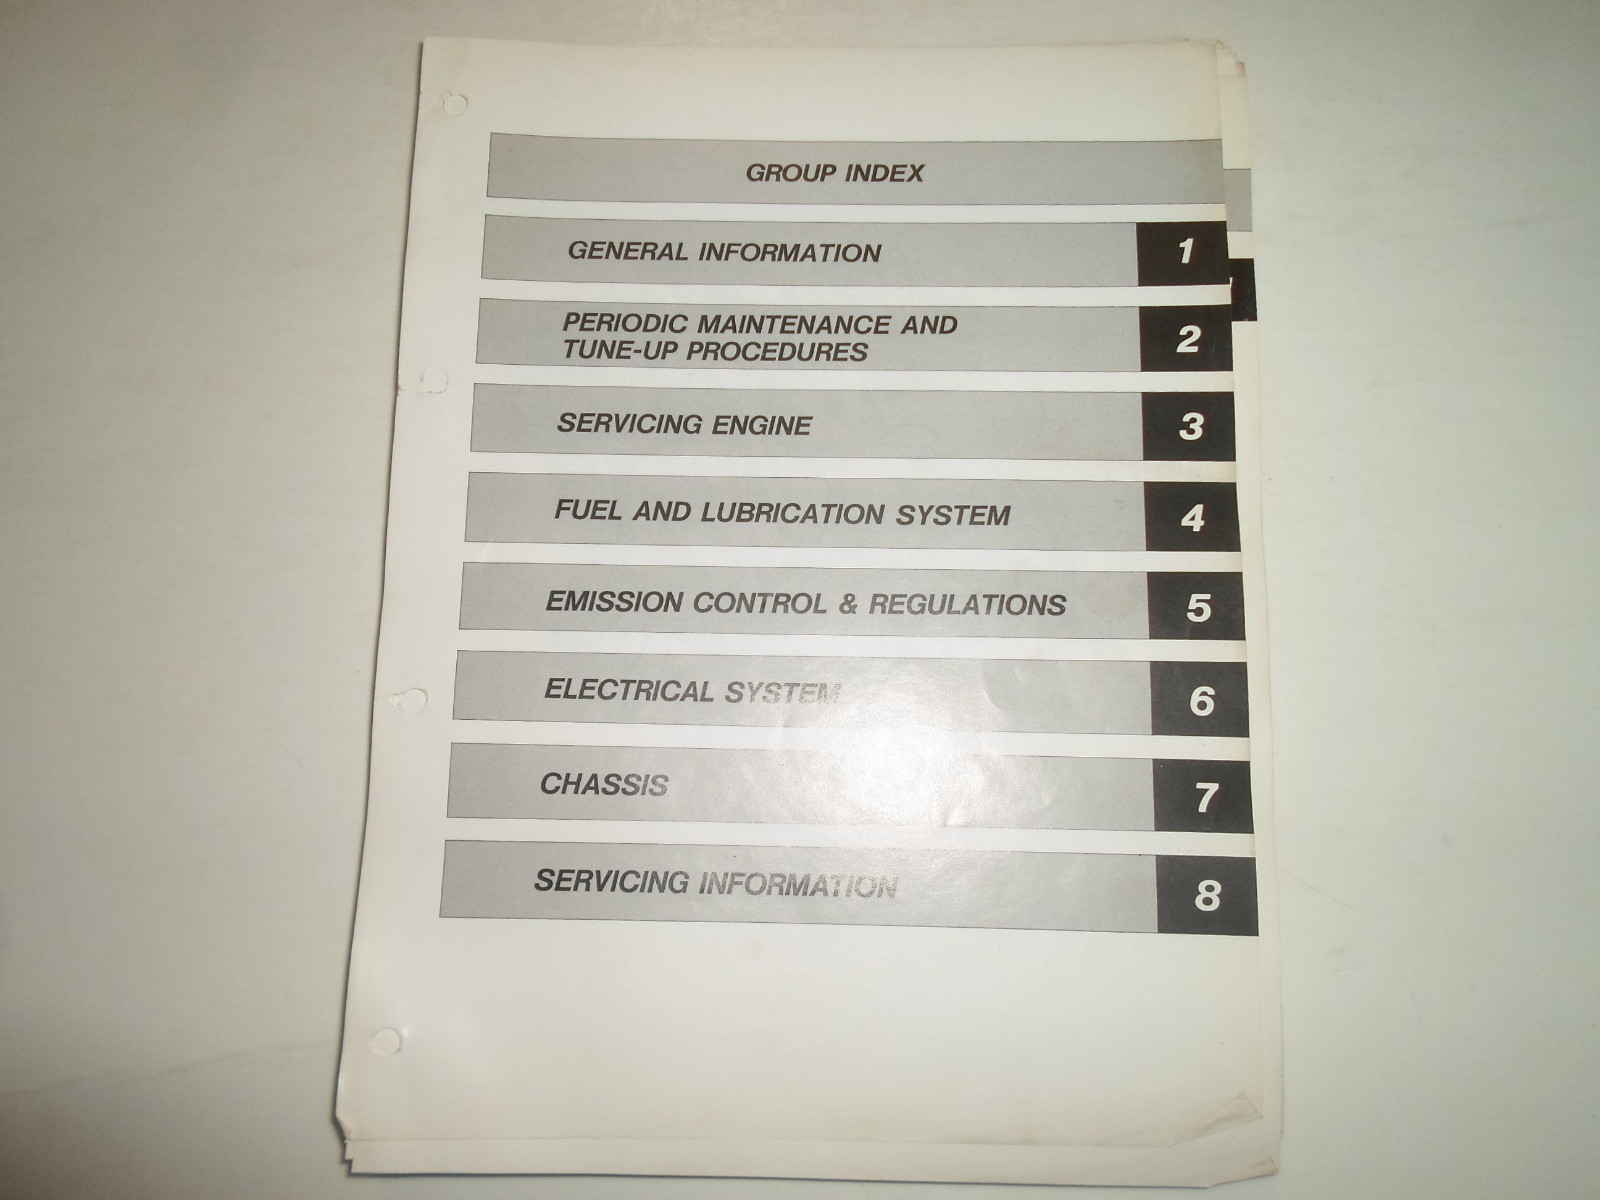 GROUP INDEX
GENERAL INFORMATION 1
PERIODIC MAINTENANCE AND
TUNE-UP PROCEDURES 2
SERVICING ENGINE 3
FUEL AND LUBRICATION SYSTEM 4
EMISSION CONTROL & REGULATIONS 5
ELECTRICAL SYSTEM 6
CHASSIS 7
SERVICING INFORMATION 8